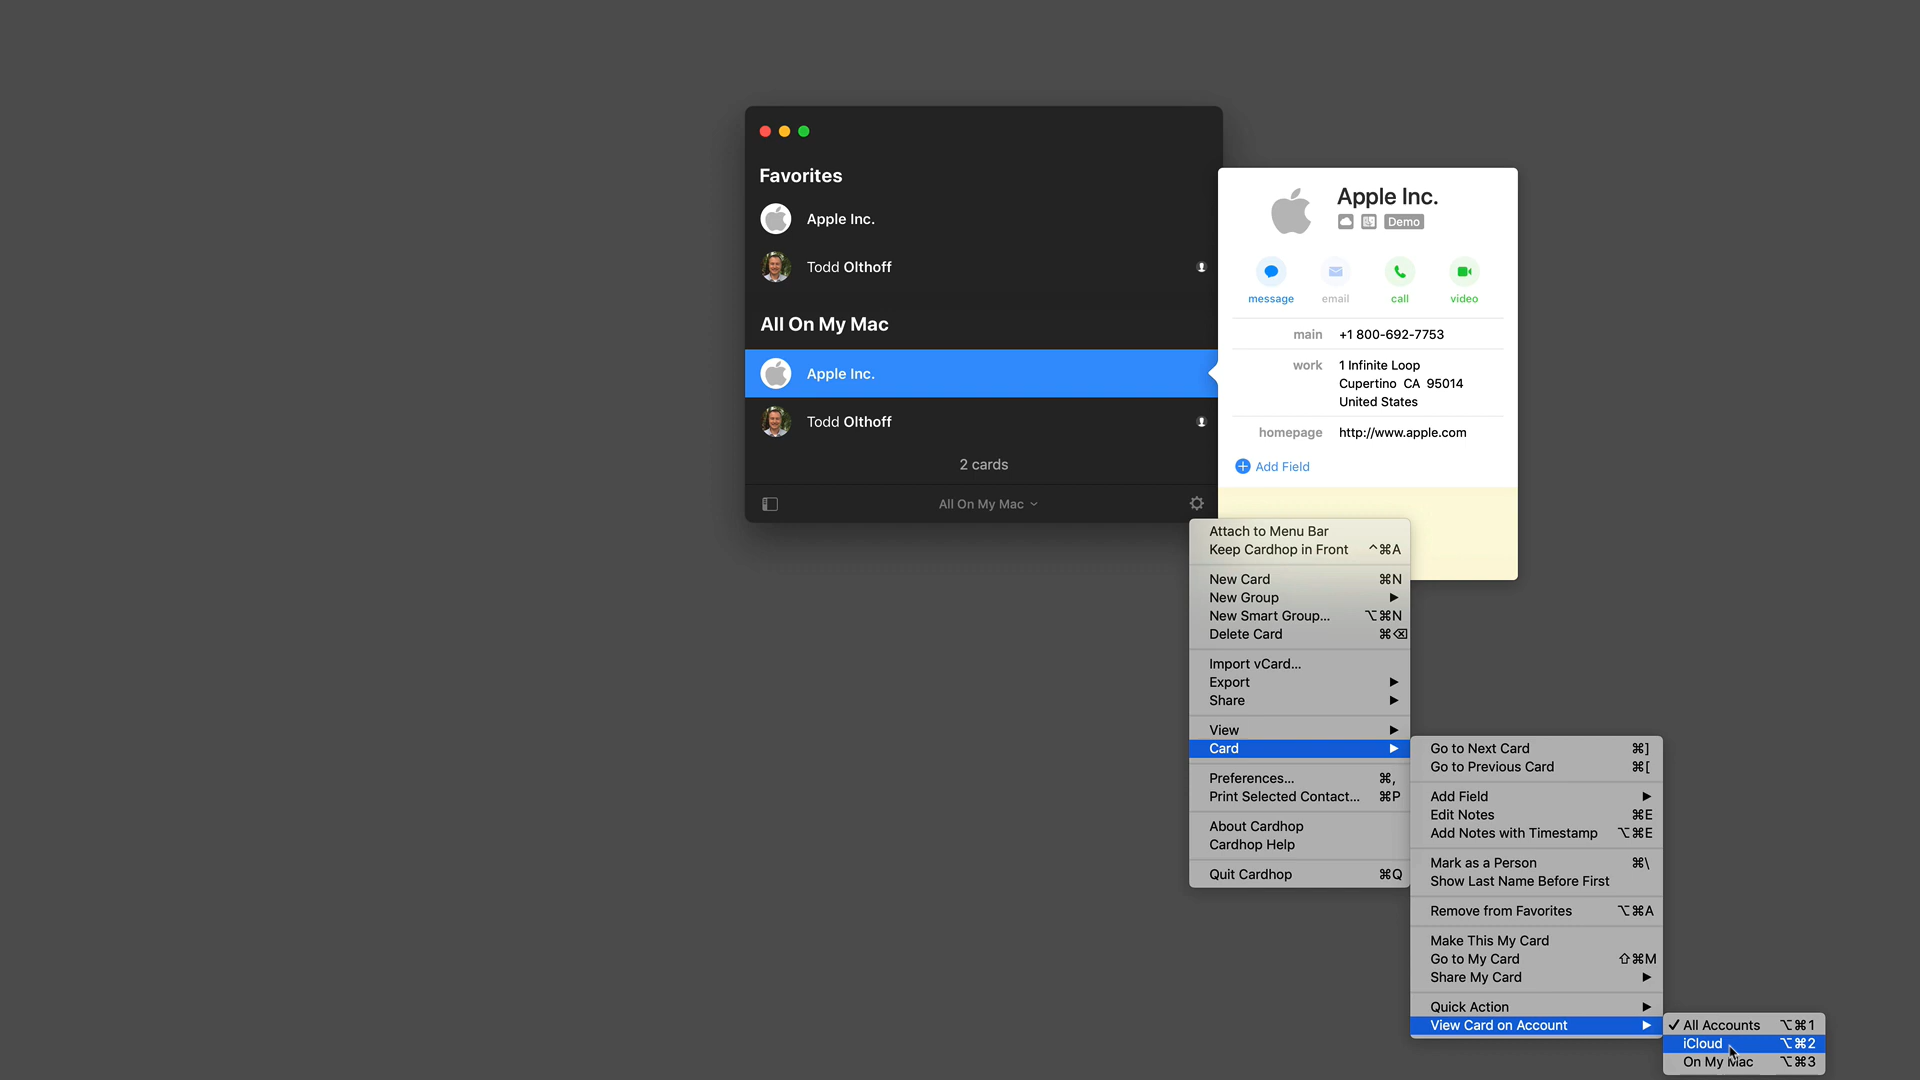 Favorites
Apple Inc.
Todd Olthoff
All On My Mac
Apple Inc.
Todd Olthoff
2 cards
All On My Mac
Apple Inc.
Demo
message email call video
main +1 800-692-7753
work 1 Infinite Loop
Cupertino CA 95014
United States
homepage http://www.apple.com
Add Field
Attach to Menu Bar
Keep Cardhop in Front ^⌘A
New Card ⌘N
New Group ▶
New Smart Group... ⌥⌘N
Delete Card ⌘⌫
Import vCard...
Export ▶
Share ▶
View ▶
Card ▶
Preferences... ⌘,
Print Selected Contact... ⌘P
About Cardhop
Cardhop Help
Quit Cardhop ⌘Q
Go to Next Card ⌘]
Go to Previous Card ⌘[
Add Field ▶
Edit Notes ⌘E
Add Notes with Timestamp ⌥⌘E
Mark as a Person ⌘\
Show Last Name Before First
Remove from Favorites ⌥⌘A
Make This My Card
Go to My Card ⇧⌘M
Share My Card ▶
Quick Action ▶
View Card on Account ▶
✓ All Accounts ⌥⌘1
iCloud ⌥⌘2
On My Mac ⌥⌘3